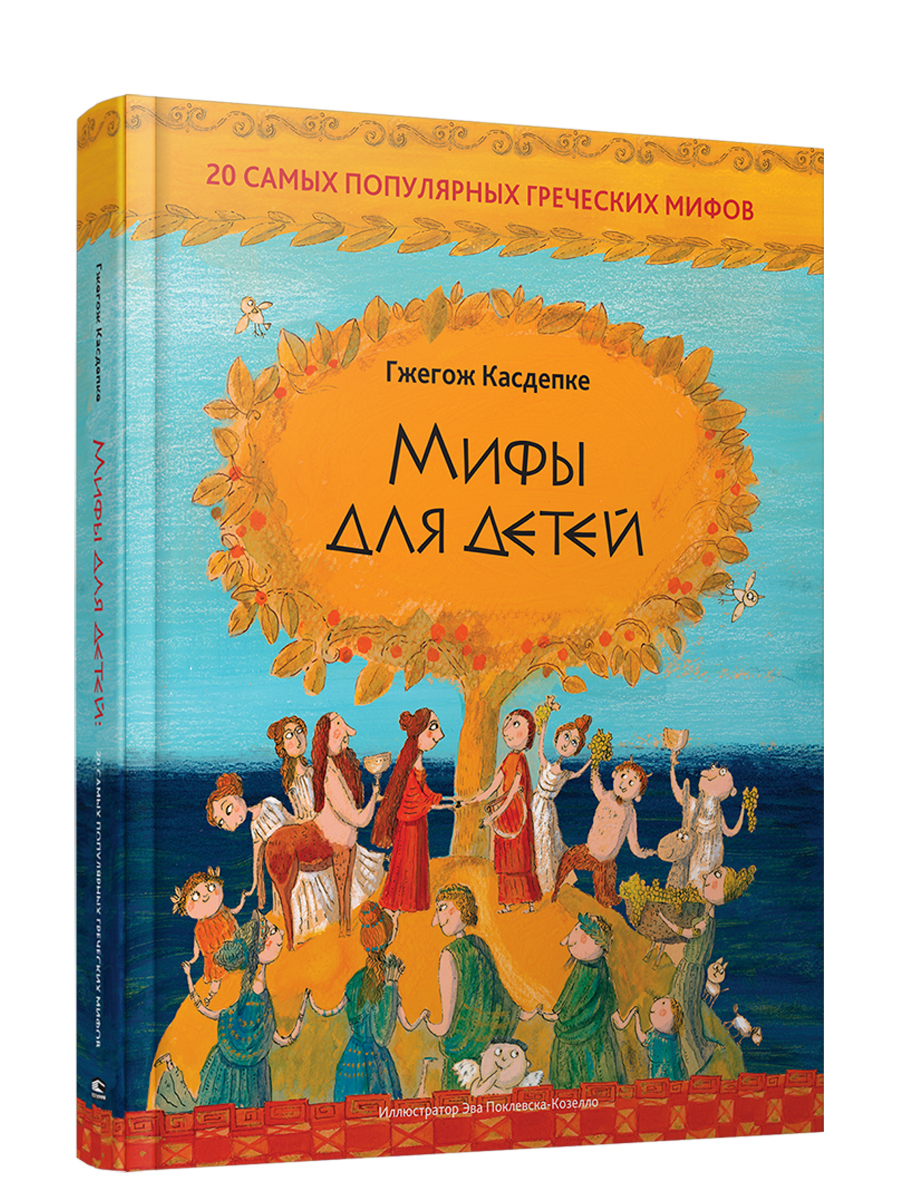 20 САМЫХ ПОПУЛЯРНЫХ ГРЕЧЕСКИХ МИФОВ
Гжегож Касдепке
МИФЫ
ДЛЯ ДЕТЕЙ
Иллюстратор Эва Поклевска-Козелло
Гжегож Касдепке
МИФЫ ДЛЯ ДЕТЕЙ:
20 САМЫХ ПОПУЛЯРНЫХ ГРЕЧЕСКИХ МИФОВ